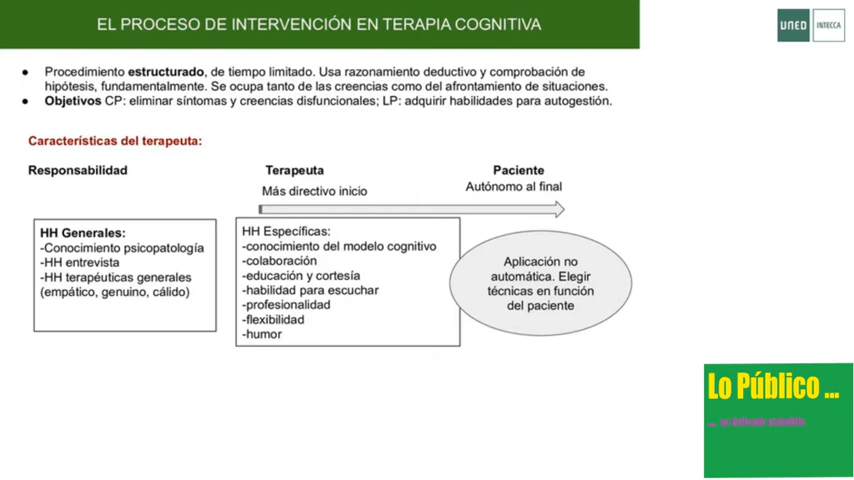 EL PROCESO DE INTERVENCIÓN EN TERAPIA COGNITIVA
UNED
INTECCA
● Procedimiento estructurado, de tiempo limitado. Usa razonamiento deductivo y comprobación de
hipótesis, fundamentalmente. Se ocupa tanto de las creencias como del afrontamiento de situaciones.
● Objetivos CP: eliminar síntomas y creencias disfuncionales; LP: adquirir habilidades para autogestión.
Características del terapeuta:
Responsabilidad
Terapeuta
Más directivo inicio
Paciente
Autónomo al final
HH Generales:
-Conocimiento psicopatología
-HH entrevista
-HH terapéuticas generales
(empático, genuino, cálido)
HH Específicas:
-conocimiento del modelo cognitivo
-colaboración
-educación y cortesía
-habilidad para escuchar
-profesionalidad
-flexibilidad
-humor
Aplicación no
automática. Elegir
técnicas en función
del paciente
Lo Público ...